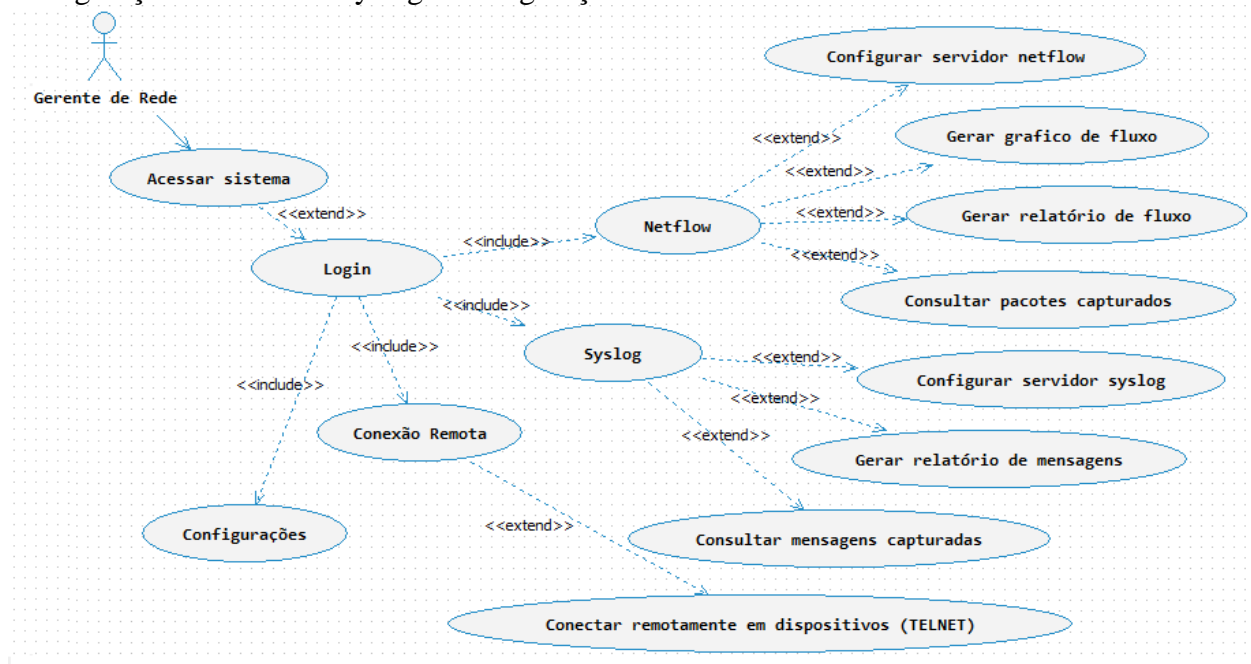 Gerente de Rede
Configurar servidor netflow
<<extend>>
Gerar grafico de fluxo
Acessar sistema
<<extend>>
<<extend>>
<<extend>>
Gerar relatório de fluxo
Netflow
<<include>>
<<extend>>
Login
Consultar pacotes capturados
<<include>>
<<include>>
Syslog
<<extend>>
Configurar servidor syslog
<<include>>
<<extend>>
Conexão Remota
<<extend>>
Gerar relatório de mensagens
Configurações
<<extend>>
Consultar mensagens capturadas
Conectar remotamente em dispositivos (TELNET)